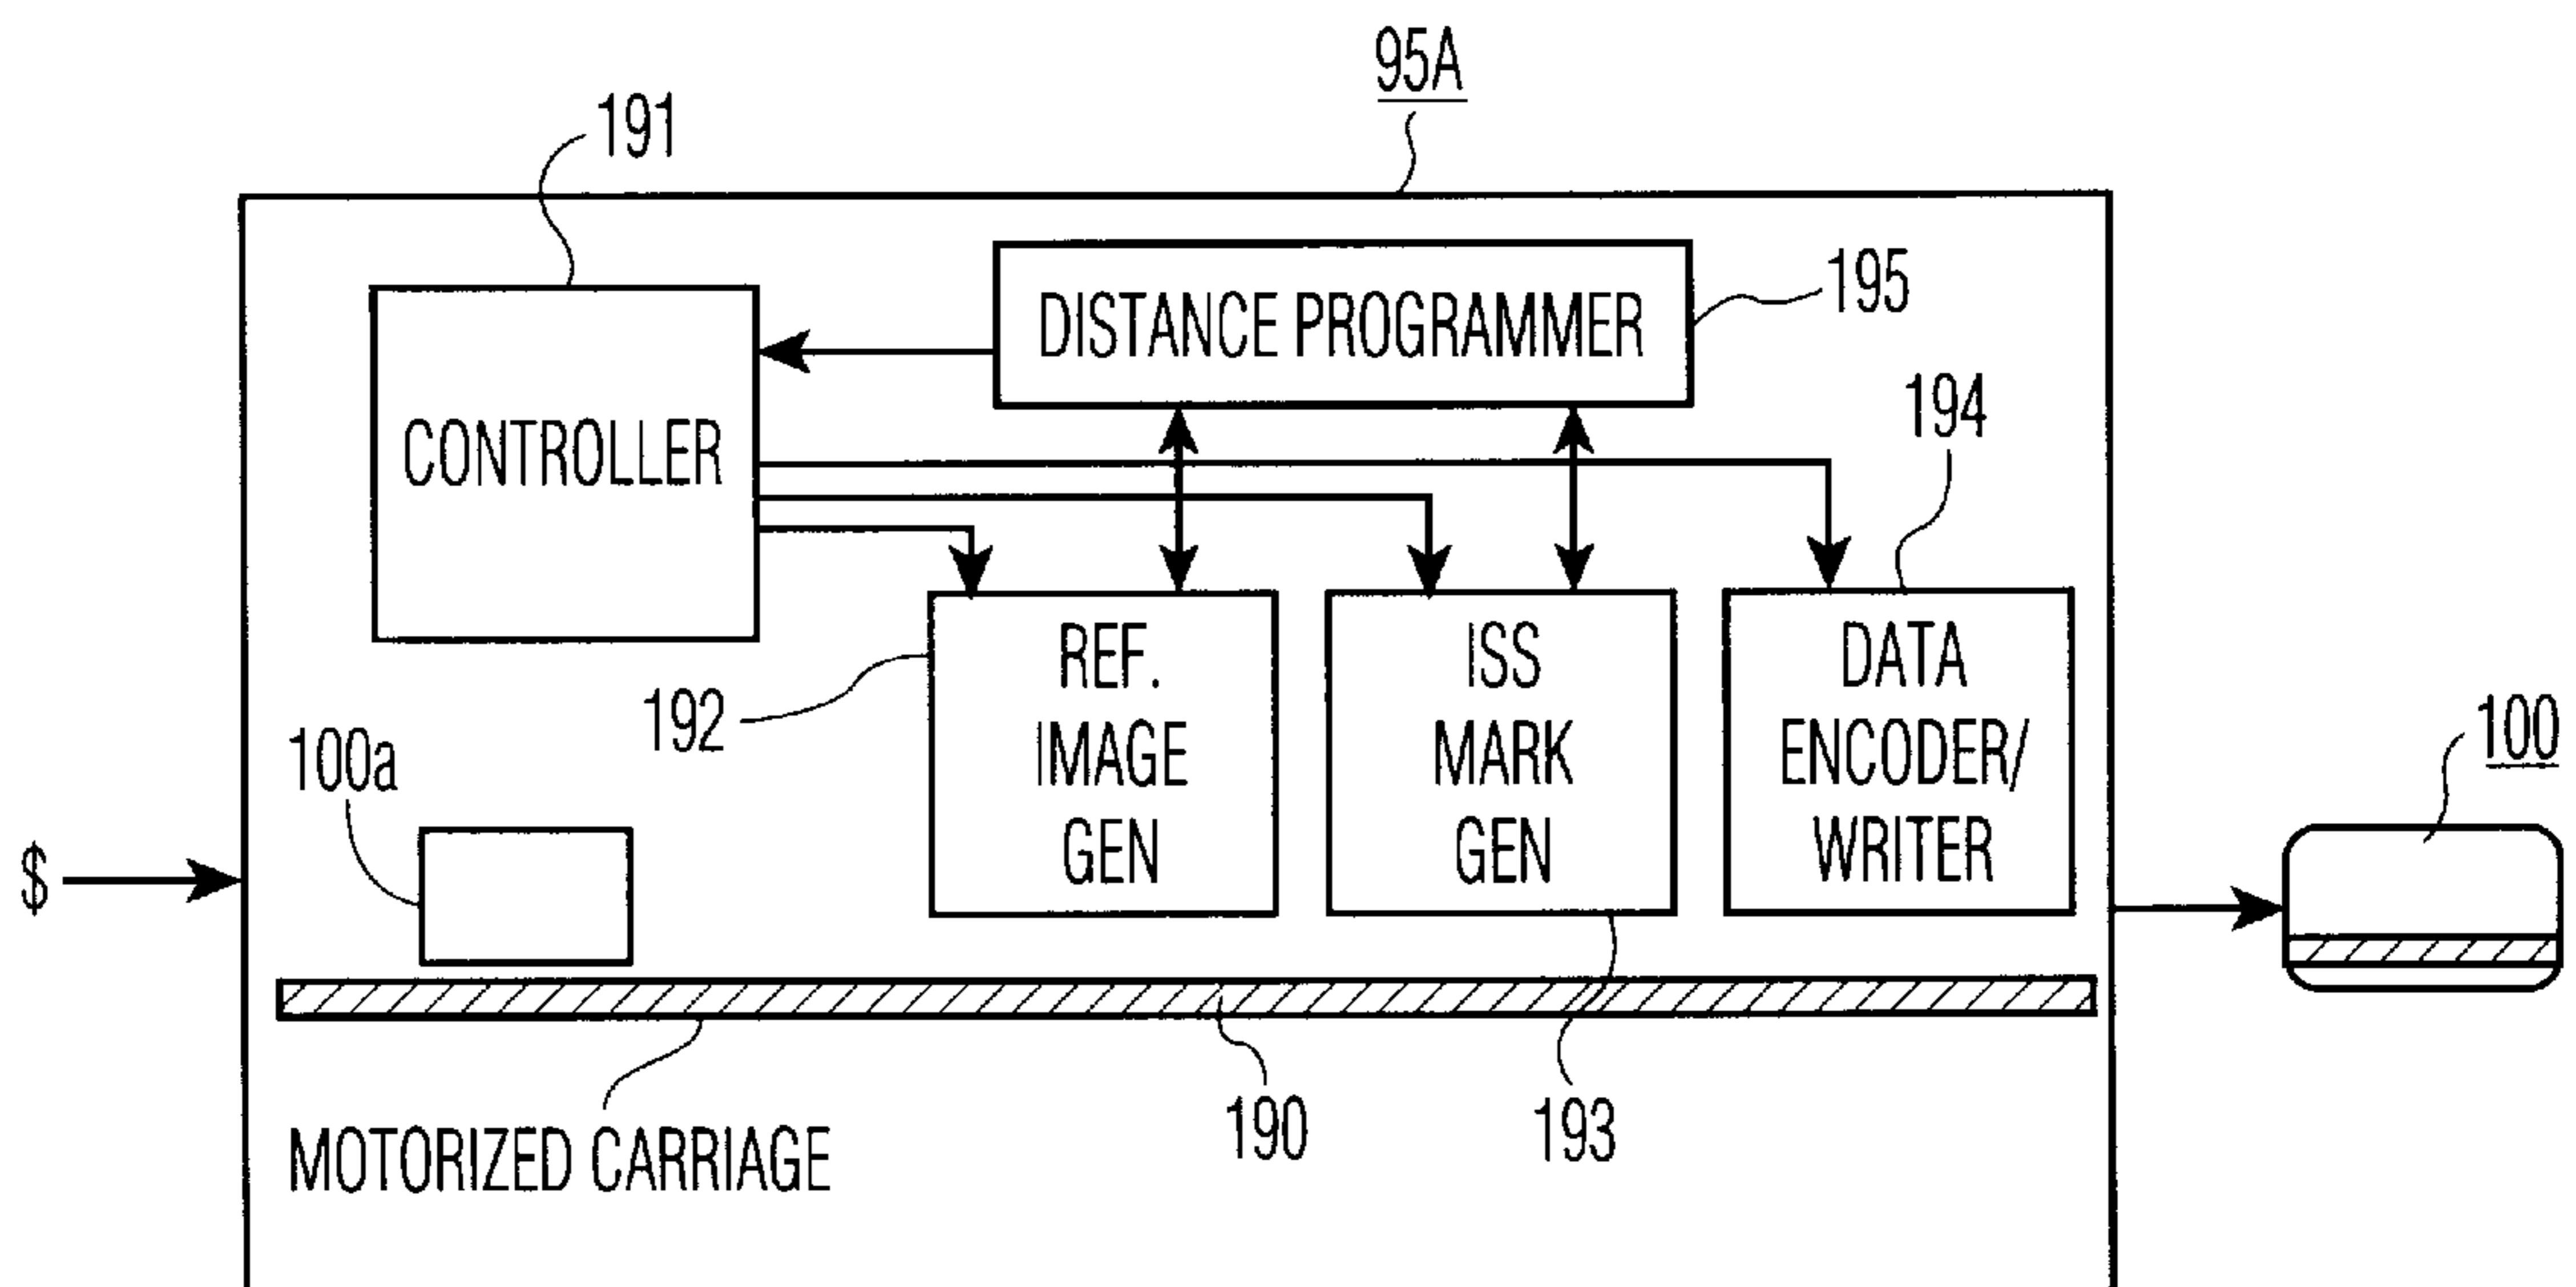 95A
191
DISTANCE PROGRAMMER
195
CONTROLLER
194
REF.
IMAGE
GEN
ISS
MARK
GEN
DATA
ENCODER/
WRITER
192
100a
100
$
190
193
MOTORIZED CARRIAGE